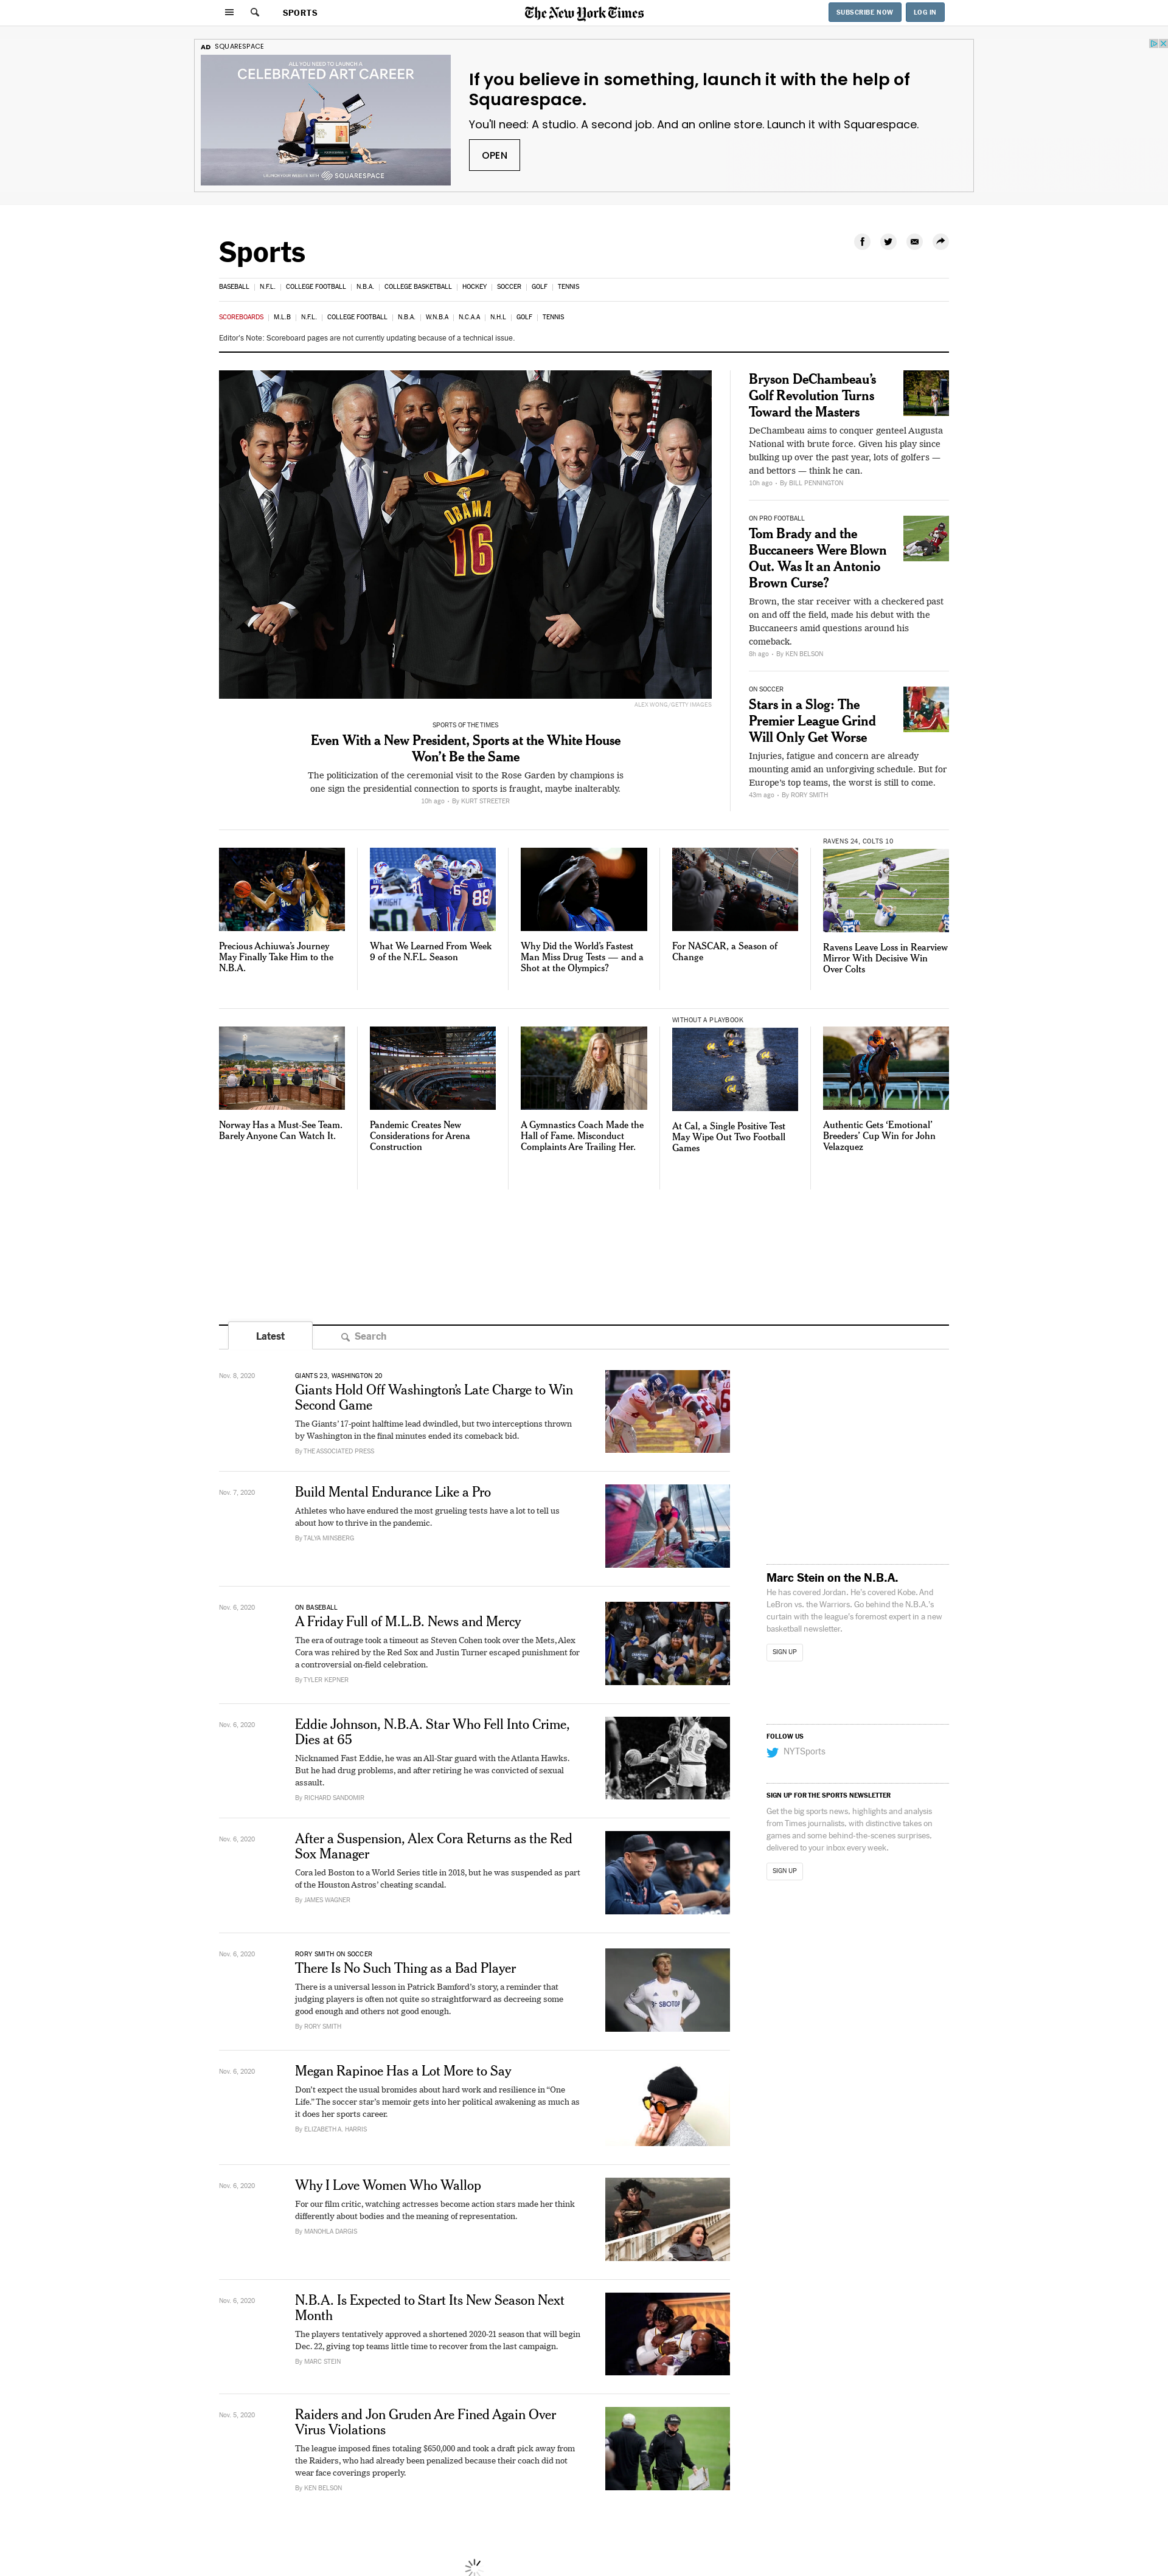 SPORTS
The New York Times
SUBSCRIBE NOW
LOG IN
AD SQUARESPACE
ALL YOU NEED TO LAUNCH A
CELEBRATED ART CAREER
LAUNCH YOUR WEBSITE WITH SQUARESPACE
If you believe in something, launch it with the help of
Squarespace.
You'll need: A studio. A second job. And an online store. Launch it with Squarespace.
OPEN
Sports
BASEBALL | N.F.L. | COLLEGE FOOTBALL | N.B.A. | COLLEGE BASKETBALL | HOCKEY | SOCCER | GOLF | TENNIS
SCOREBOARDS | M.L.B | N.F.L. | COLLEGE FOOTBALL | N.B.A. | W.N.B.A | N.C.A.A | N.H.L | GOLF | TENNIS
Editor's Note: Scoreboard pages are not currently updating because of a technical issue.
OBAMA
16
ALEX WONG/GETTY IMAGES
SPORTS OF THE TIMES
Even With a New President, Sports at the White House
Won't Be the Same
The politicization of the ceremonial visit to the Rose Garden by champions is
one sign the presidential connection to sports is fraught, maybe inalterably.
10h ago • By KURT STREETER
Bryson DeChambeau's
Golf Revolution Turns
Toward the Masters
DeChambeau aims to conquer genteel Augusta
National with brute force. Given his play since
bulking up over the past year, lots of golfers —
and bettors — think he can.
10h ago • By BILL PENNINGTON
ON PRO FOOTBALL
Tom Brady and the
Buccaneers Were Blown
Out. Was It an Antonio
Brown Curse?
Brown, the star receiver with a checkered past
on and off the field, made his debut with the
Buccaneers amid questions around his
comeback.
8h ago • By KEN BELSON
ON SOCCER
Stars in a Slog: The
Premier League Grind
Will Only Get Worse
Injuries, fatigue and concern are already
mounting amid an unforgiving schedule. But for
Europe's top teams, the worst is still to come.
43m ago • By RORY SMITH
Precious Achiuwa's Journey
May Finally Take Him to the
N.B.A.
WRIGHT
50
88
What We Learned From Week
9 of the N.F.L. Season
Why Did the World's Fastest
Man Miss Drug Tests — and a
Shot at the Olympics?
For NASCAR, a Season of
Change
RAVENS 24, COLTS 10
Ravens Leave Loss in Rearview
Mirror With Decisive Win
Over Colts
Norway Has a Must-See Team.
Barely Anyone Can Watch It.
Pandemic Creates New
Considerations for Arena
Construction
A Gymnastics Coach Made the
Hall of Fame. Misconduct
Complaints Are Trailing Her.
WITHOUT A PLAYBOOK
At Cal, a Single Positive Test
May Wipe Out Two Football
Games
Authentic Gets 'Emotional'
Breeders' Cup Win for John
Velazquez
Latest
Search
Nov. 8, 2020
GIANTS 23, WASHINGTON 20
Giants Hold Off Washington's Late Charge to Win
Second Game
The Giants' 17-point halftime lead dwindled, but two interceptions thrown
by Washington in the final minutes ended its comeback bid.
By THE ASSOCIATED PRESS
Nov. 7, 2020
Build Mental Endurance Like a Pro
Athletes who have endured the most grueling tests have a lot to tell us
about how to thrive in the pandemic.
By TALYA MINSBERG
Nov. 6, 2020
ON BASEBALL
A Friday Full of M.L.B. News and Mercy
The era of outrage took a timeout as Steven Cohen took over the Mets, Alex
Cora was rehired by the Red Sox and Justin Turner escaped punishment for
a controversial on-field celebration.
By TYLER KEPNER
Nov. 6, 2020
Eddie Johnson, N.B.A. Star Who Fell Into Crime,
Dies at 65
Nicknamed Fast Eddie, he was an All-Star guard with the Atlanta Hawks.
But he had drug problems, and after retiring he was convicted of sexual
assault.
By RICHARD SANDOMIR
Nov. 6, 2020
After a Suspension, Alex Cora Returns as the Red
Sox Manager
Cora led Boston to a World Series title in 2018, but he was suspended as part
of the Houston Astros' cheating scandal.
By JAMES WAGNER
Nov. 6, 2020
RORY SMITH ON SOCCER
There Is No Such Thing as a Bad Player
There is a universal lesson in Patrick Bamford's story, a reminder that
judging players is often not quite so straightforward as decreeing some
good enough and others not good enough.
By RORY SMITH
SBOTOP
Nov. 6, 2020
Megan Rapinoe Has a Lot More to Say
Don't expect the usual bromides about hard work and resilience in "One
Life." The soccer star's memoir gets into her political awakening as much as
it does her sports career.
By ELIZABETH A. HARRIS
Nov. 6, 2020
Why I Love Women Who Wallop
For our film critic, watching actresses become action stars made her think
differently about bodies and the meaning of representation.
By MANOHLA DARGIS
Nov. 6, 2020
N.B.A. Is Expected to Start Its New Season Next
Month
The players tentatively approved a shortened 2020-21 season that will begin
Dec. 22, giving top teams little time to recover from the last campaign.
By MARC STEIN
Nov. 5, 2020
Raiders and Jon Gruden Are Fined Again Over
Virus Violations
The league imposed fines totaling $650,000 and took a draft pick away from
the Raiders, who had already been penalized because their coach did not
wear face coverings properly.
By KEN BELSON
Marc Stein on the N.B.A.
He has covered Jordan. He's covered Kobe. And
LeBron vs. the Warriors. Go behind the N.B.A.'s
curtain with the league's foremost expert in a new
basketball newsletter.
SIGN UP
FOLLOW US
NYTSports
SIGN UP FOR THE SPORTS NEWSLETTER
Get the big sports news, highlights and analysis
from Times journalists, with distinctive takes on
games and some behind-the-scenes surprises,
delivered to your inbox every week.
SIGN UP